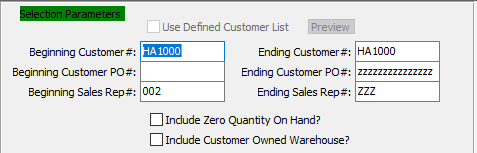 Selection Parameters
Use Defined Customer List Preview
Beginning Customer#: HA1000 Ending Customer#: HA1000
Beginning Customer PO#: Ending Customer PO#: zzzzzzzzzzzzzzz
Beginning Sales Rep#: 002 Ending Sales Rep#: ZZZ
Include Zero Quantity On Hand?
Include Customer Owned Warehouse?